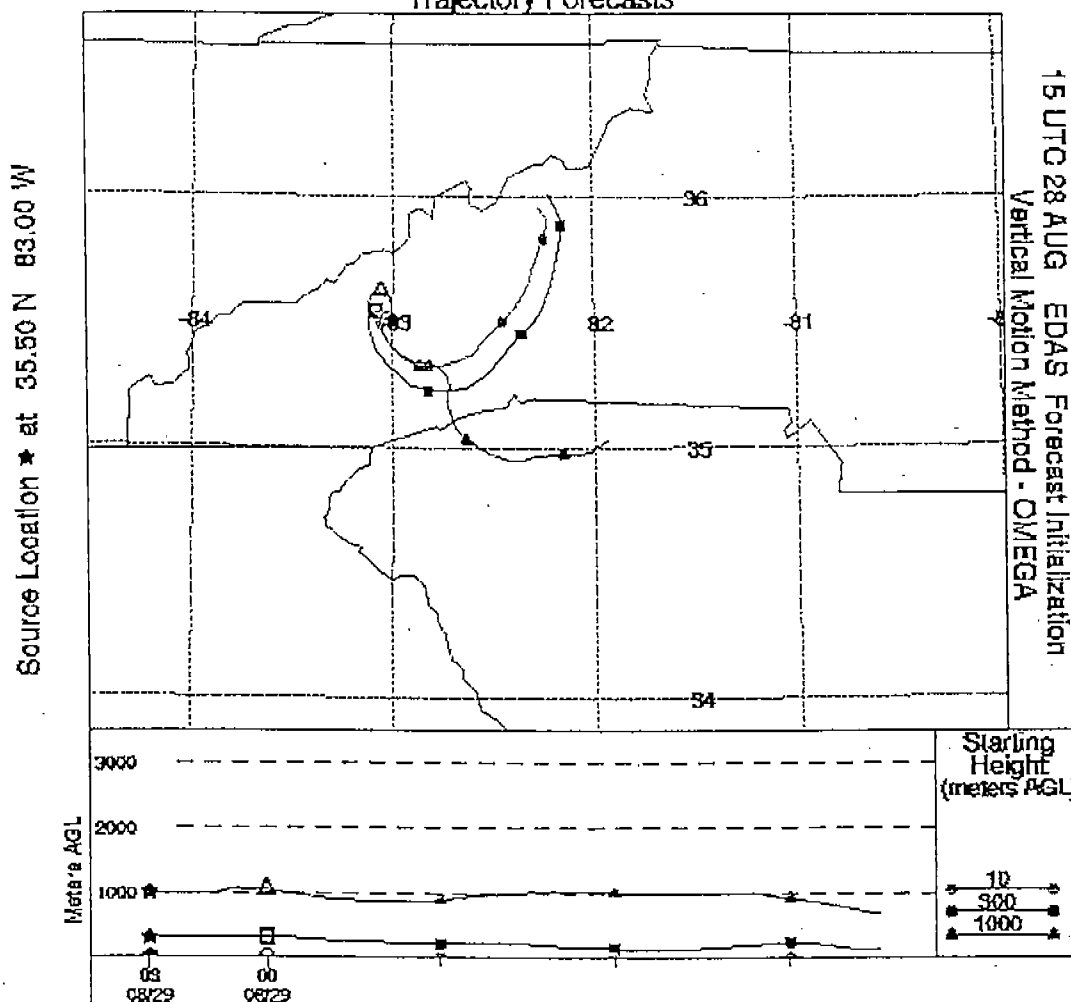 Trajectory Forecasts
Source Location ★ at 35.50 N 83.00 W
15 UTC 28 AUG EDAS Forecast Initialization
Vertical Motion Method - OMEGA
36
-84
82
-81
35
34
Meters AGL
3000
2000
1000
00
08/29
08/29
Starting
Height
(meters AGL)
10
1000